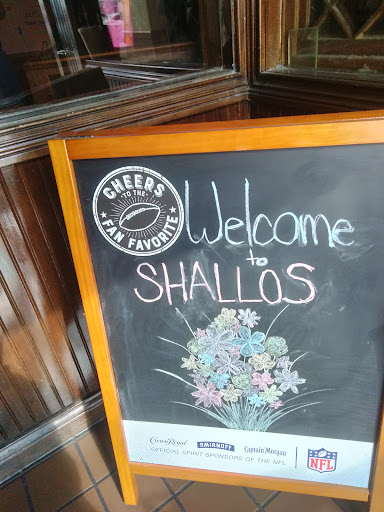 CHEERS
TO THE
FAN FAVORITE
Welcome
to
SHALLOS
Crown Royal SMIRNOFF Captain Morgan
OFFICIAL SPIRIT SPONSORS OF THE NFL
NFL